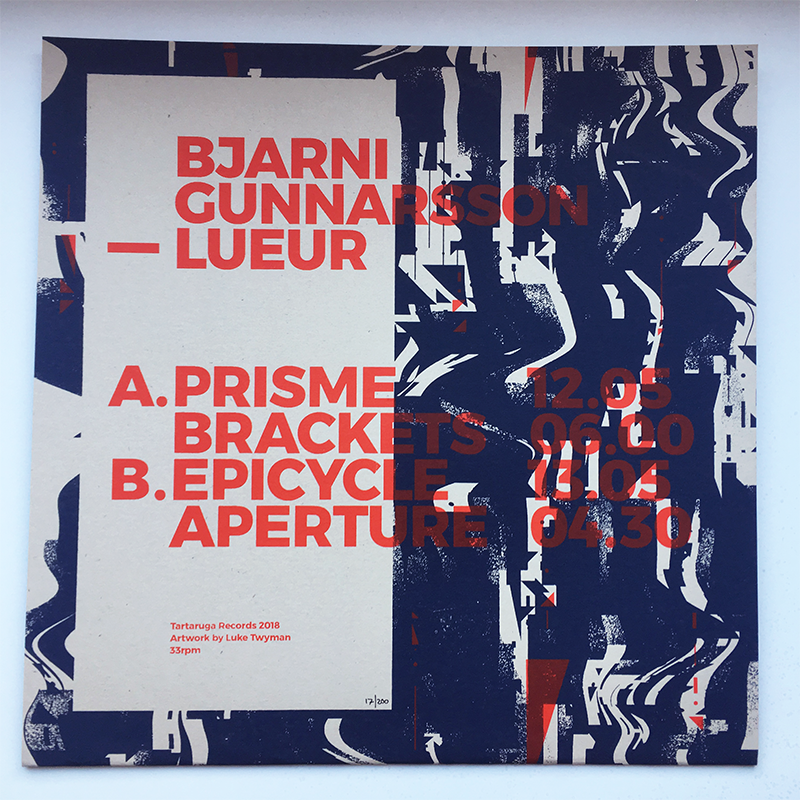 BJARNI
GUNNARSSON
— LUEUR
A. PRISME 12.05
BRACKETS 06.00
B. EPICYCLE 13.05
APERTURE 04.30
Tartaruga Records 2018
Artwork by Luke Twyman
33rpm
17/200